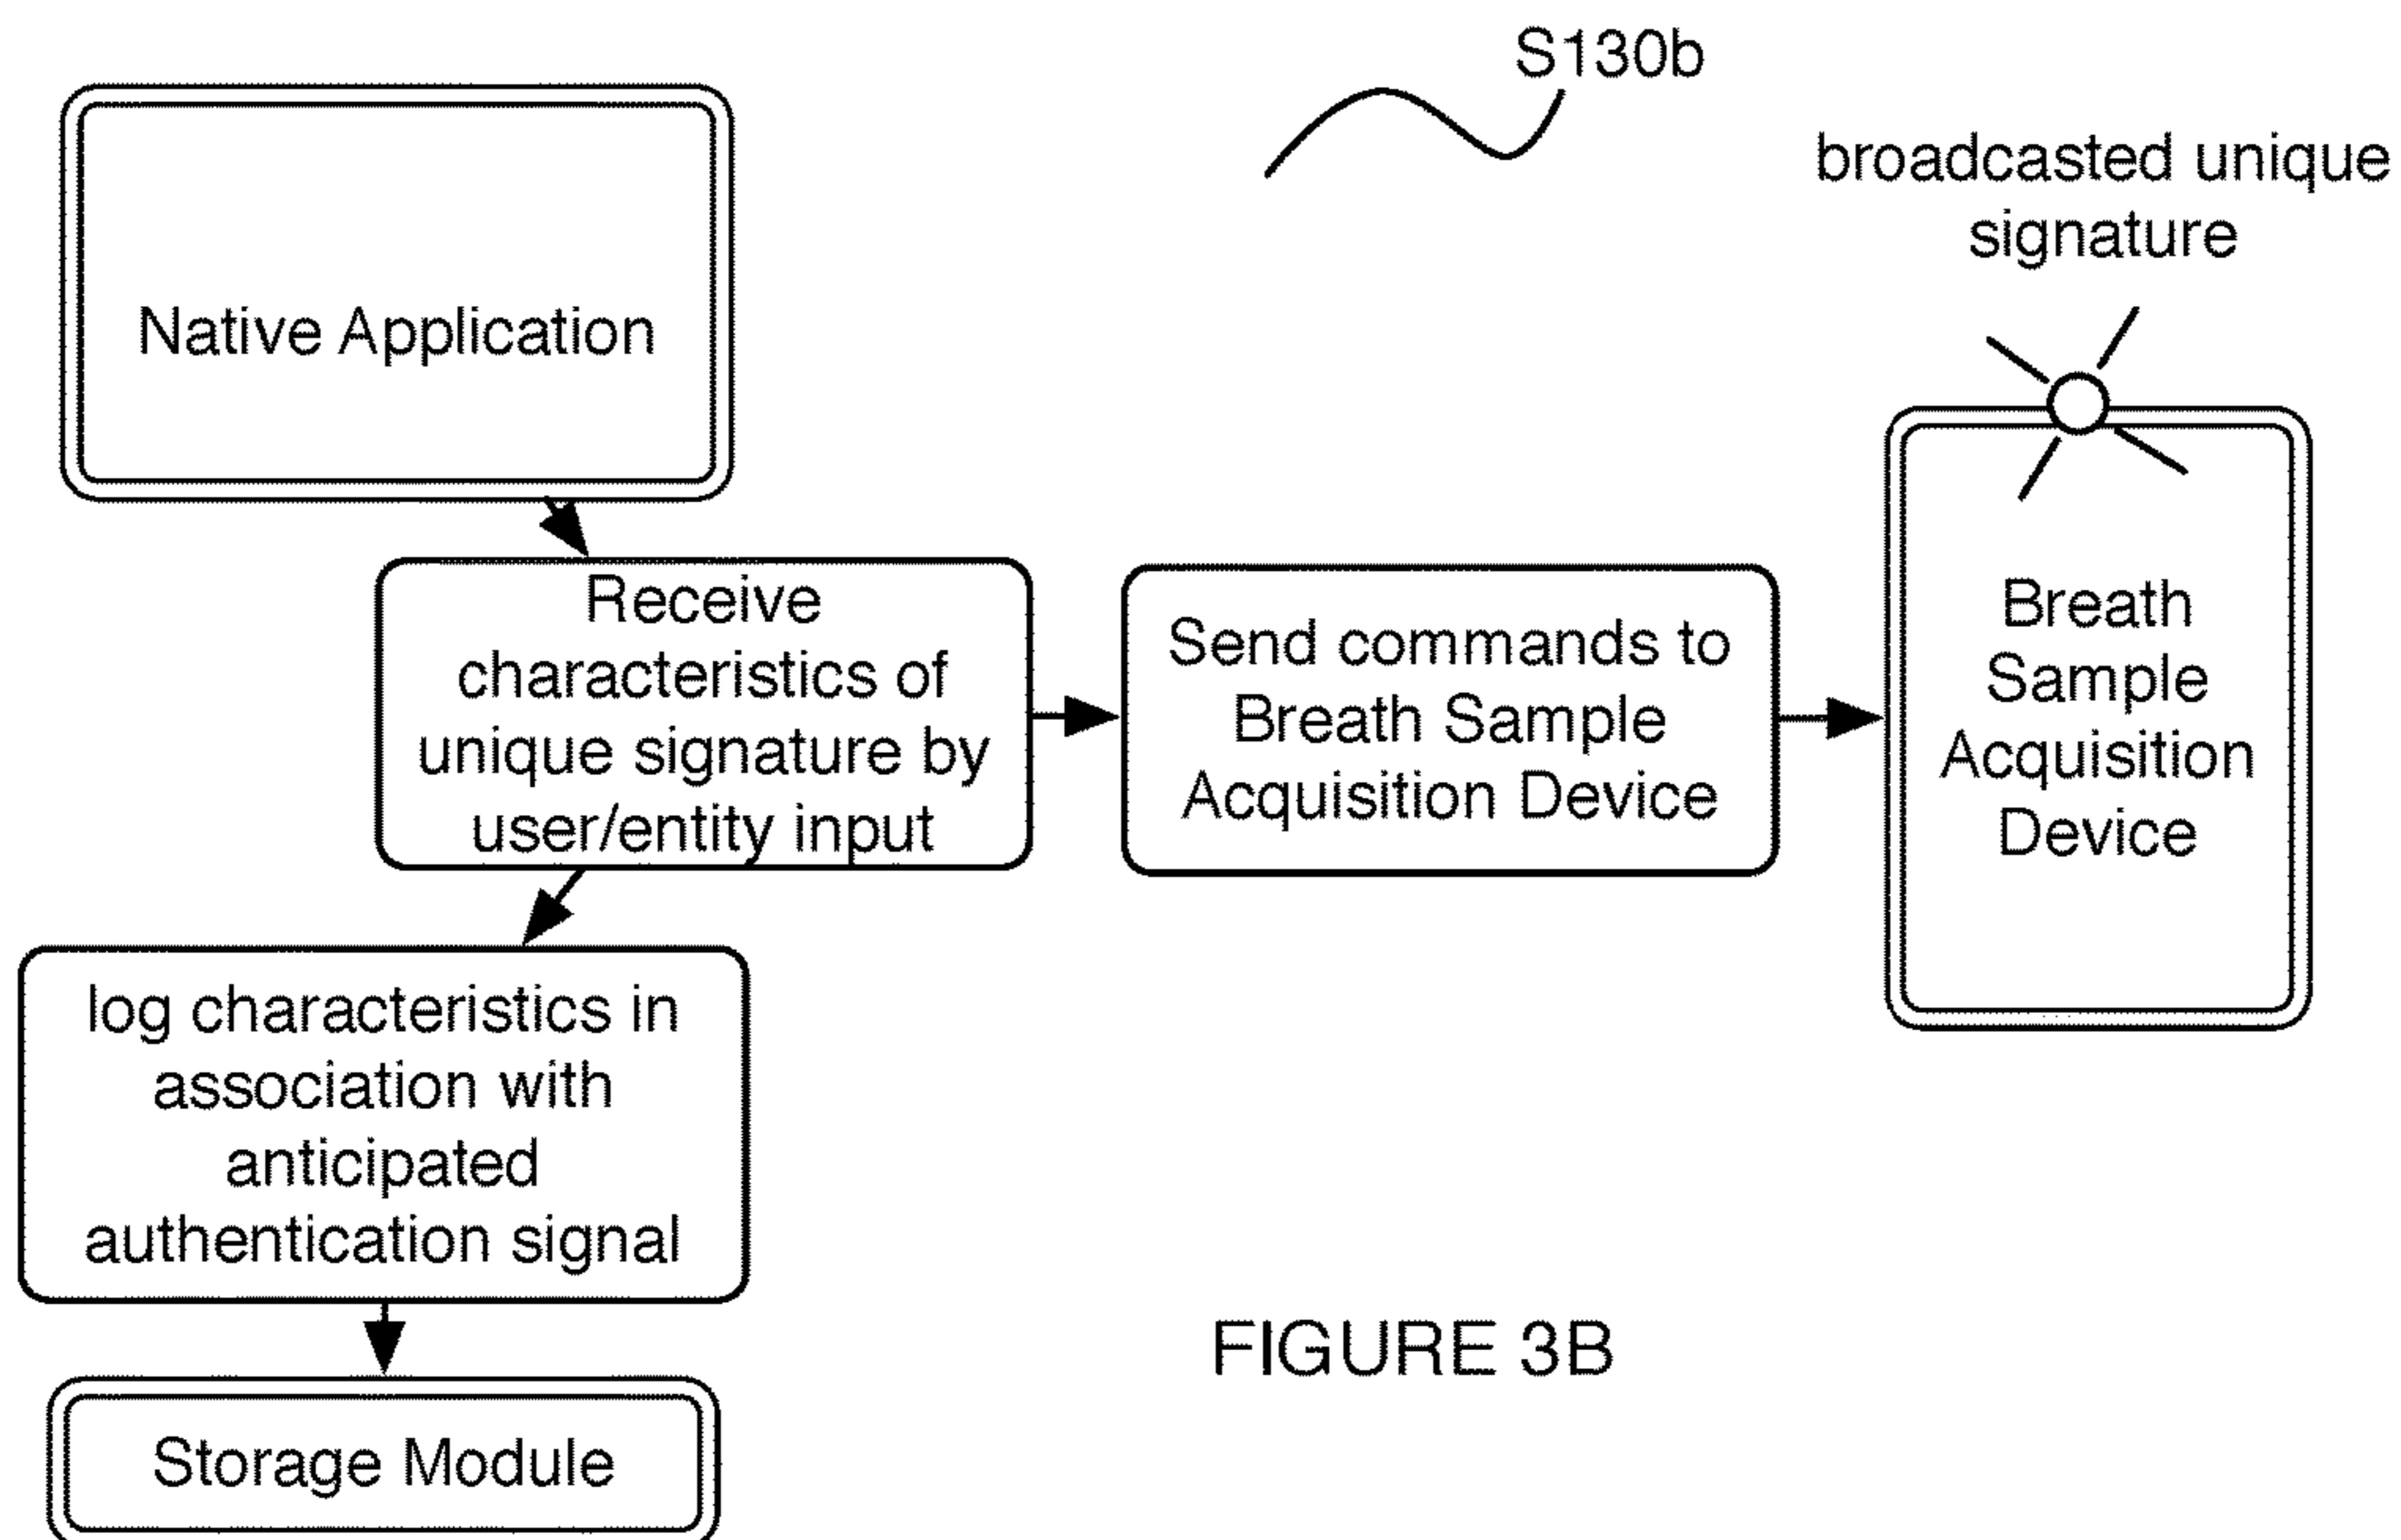 S130b
broadcasted unique
signature
Native Application
Receive
characteristics of
unique signature by
user/entity input
Send commands to
Breath Sample
Acquisition Device
Breath
Sample
Acquisition
Device
log characteristics in
association with
anticipated
authentication signal
Storage Module
FIGURE 3B